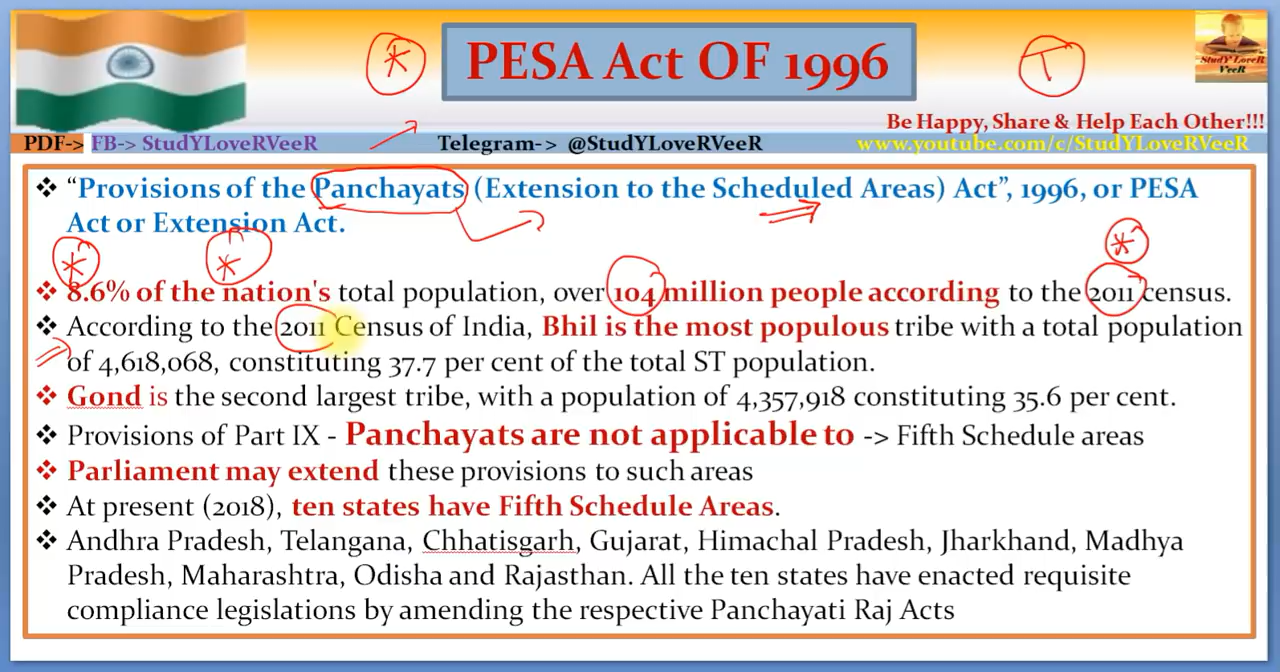 PESA Act OF 1996
T
StudY LoveR
VeeR
Be Happy, Share & Help Each Other!!!
PDF-> FB-> StudYLoveRVeeR Telegram-> @StudYLoveRVeeR www.youtube.com/c/StudYLoveRVeeR
❖ “Provisions of the Panchayats (Extension to the Scheduled Areas) Act”, 1996, or PESA
Act or Extension Act.
❖ 8.6% of the nation's total population, over 104 million people according to the 2011 census.
❖ According to the 2011 Census of India, Bhil is the most populous tribe with a total population
of 4,618,068, constituting 37.7 per cent of the total ST population.
❖ Gond is the second largest tribe, with a population of 4,357,918 constituting 35.6 per cent.
❖ Provisions of Part IX - Panchayats are not applicable to -> Fifth Schedule areas
❖ Parliament may extend these provisions to such areas
❖ At present (2018), ten states have Fifth Schedule Areas.
❖ Andhra Pradesh, Telangana, Chhatisgarh, Gujarat, Himachal Pradesh, Jharkhand, Madhya
Pradesh, Maharashtra, Odisha and Rajasthan. All the ten states have enacted requisite
compliance legislations by amending the respective Panchayati Raj Acts